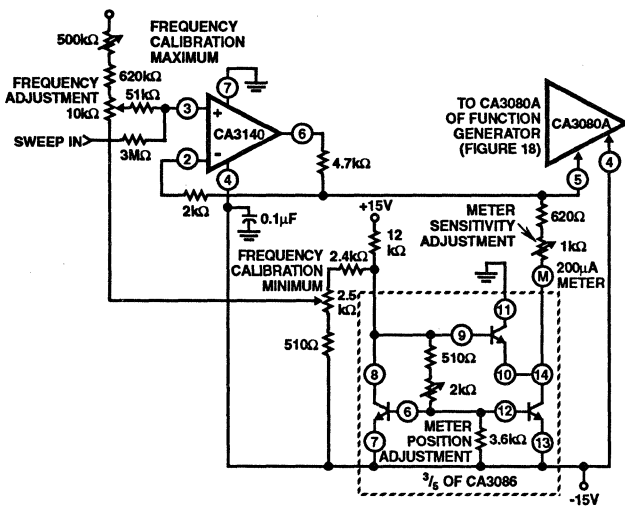 500kΩ
FREQUENCY
CALIBRATION
MAXIMUM
620kΩ
FREQUENCY
ADJUSTMENT
10kΩ
51kΩ
SWEEP IN
3MΩ
3
2
7
+
-
CA3140
6
4
4.7kΩ
2kΩ
0.1μF
TO CA3080A
OF FUNCTION
GENERATOR
(FIGURE 18)
CA3080A
5
4
+15V
12
kΩ
2.4kΩ
FREQUENCY
CALIBRATION
MINIMUM
2.5
kΩ
510Ω
METER
SENSITIVITY
ADJUSTMENT
620Ω
1kΩ
M
200μA
METER
11
9
510Ω
8
10
14
2kΩ
6
12
7
METER
POSITION
ADJUSTMENT
3.6kΩ
13
3/5 OF CA3086
-15V